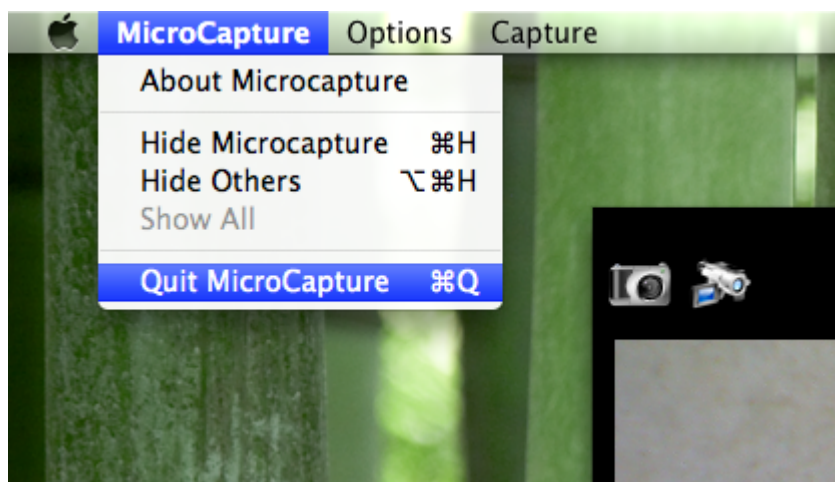 MicroCapture Options Capture
About Microcapture
Hide Microcapture ⌘H
Hide Others ⌥⌘H
Show All
Quit MicroCapture ⌘Q